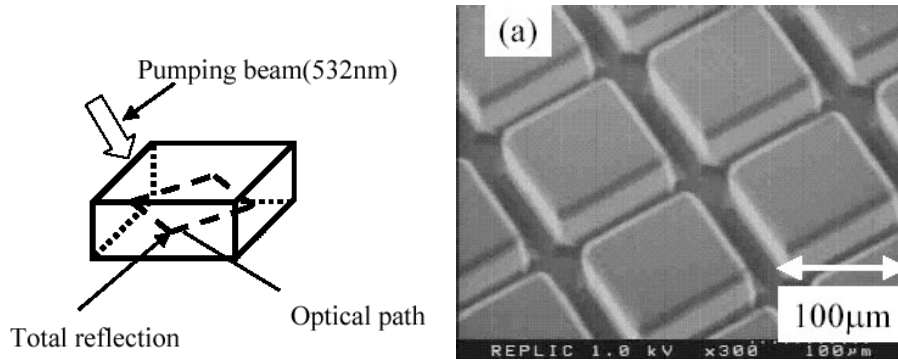 Pumping beam(532nm)
Optical path
Total reflection
(a)
100μm
REPLIC 1.0 kV x300 100μm